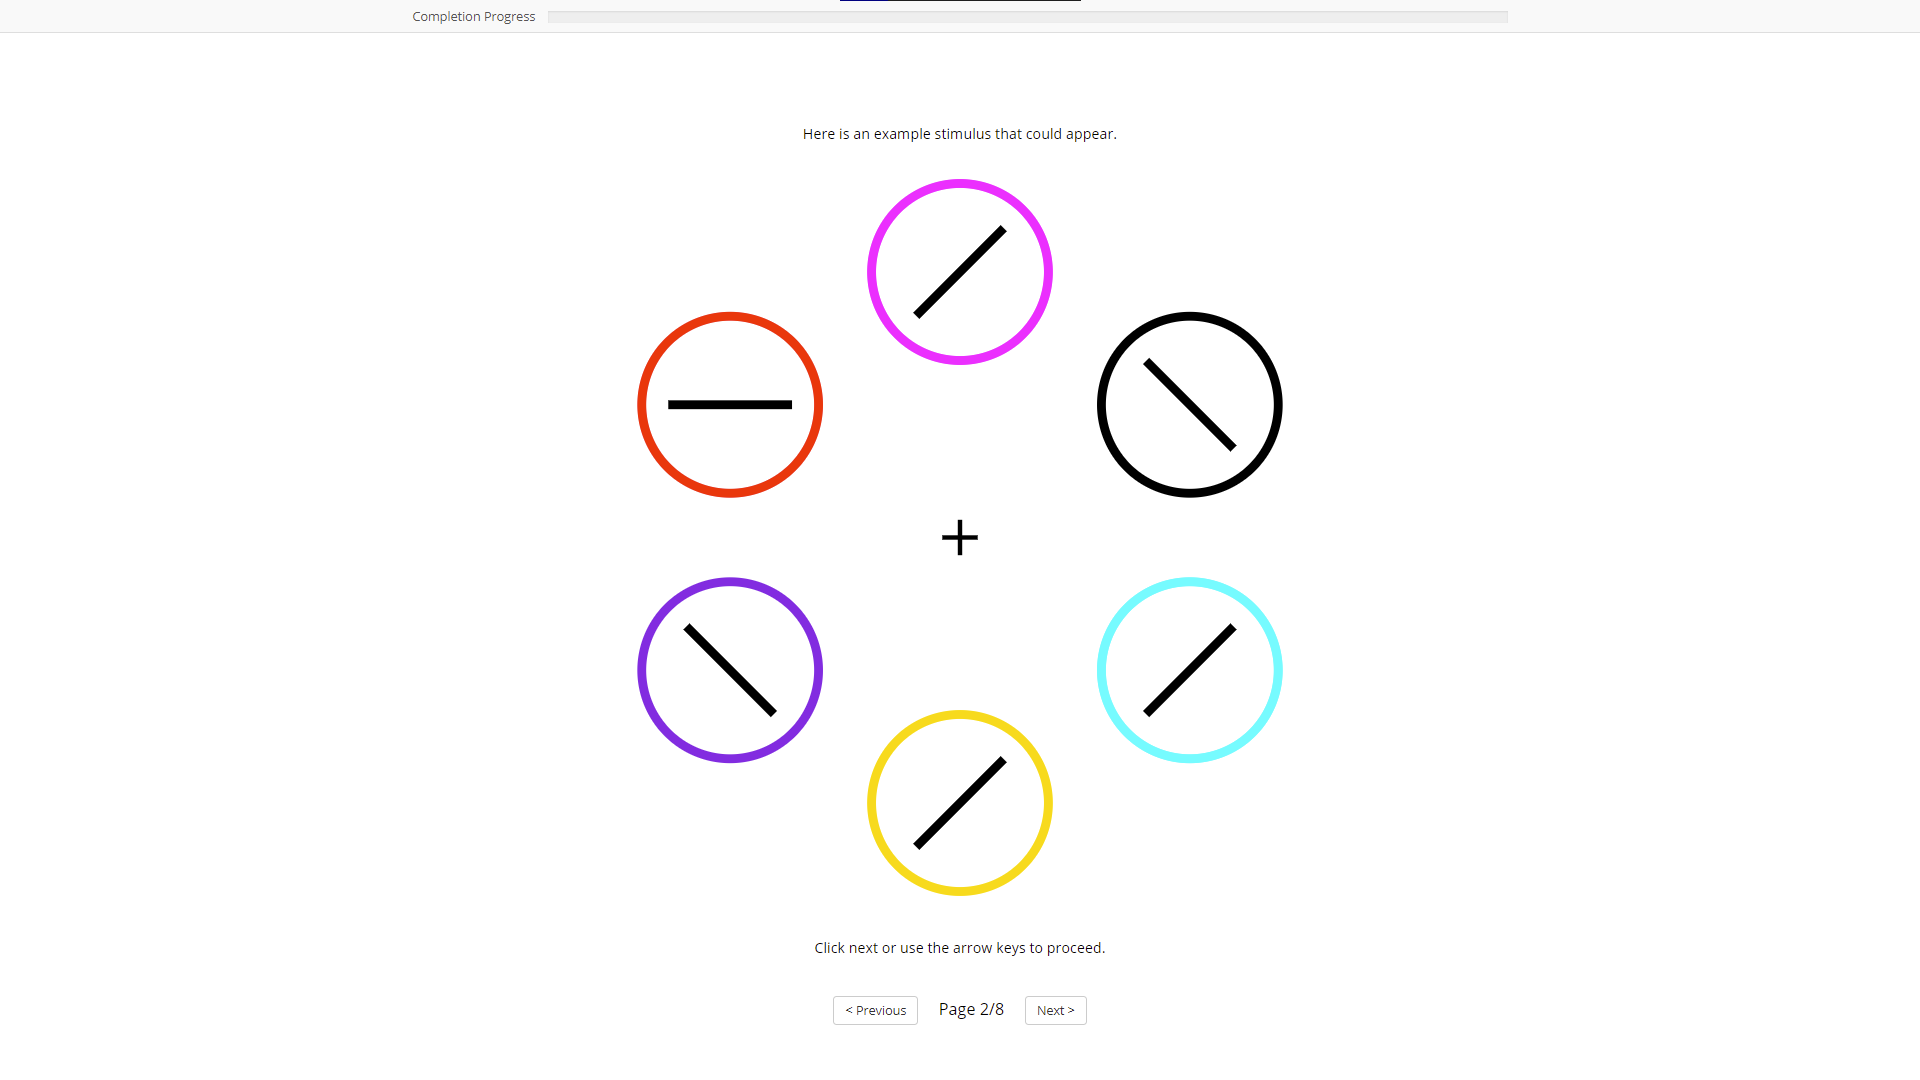 Completion Progress
Here is an example stimulus that could appear.
Click next or use the arrow keys to proceed.
< Previous Page 2/8 Next >